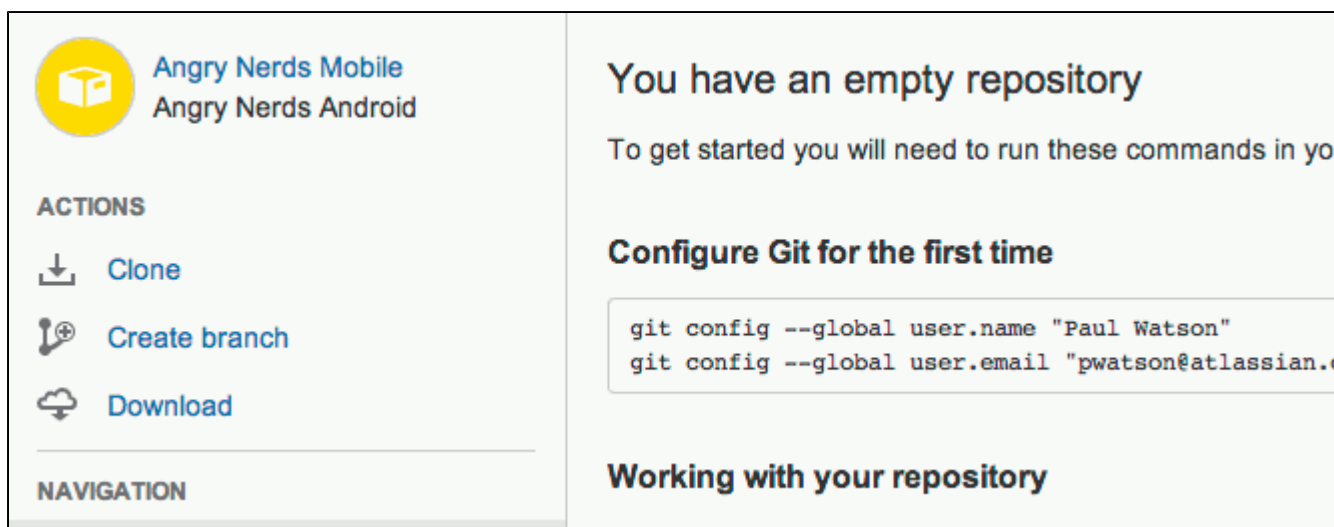 Angry Nerds Mobile
Angry Nerds Android
ACTIONS
Clone
Create branch
Download
NAVIGATION
You have an empty repository
To get started you will need to run these commands in
Configure Git for the first time
git config --global user.name "Paul Watson"
git config --global user.email "pwatson@atlassian.
Working with your repository